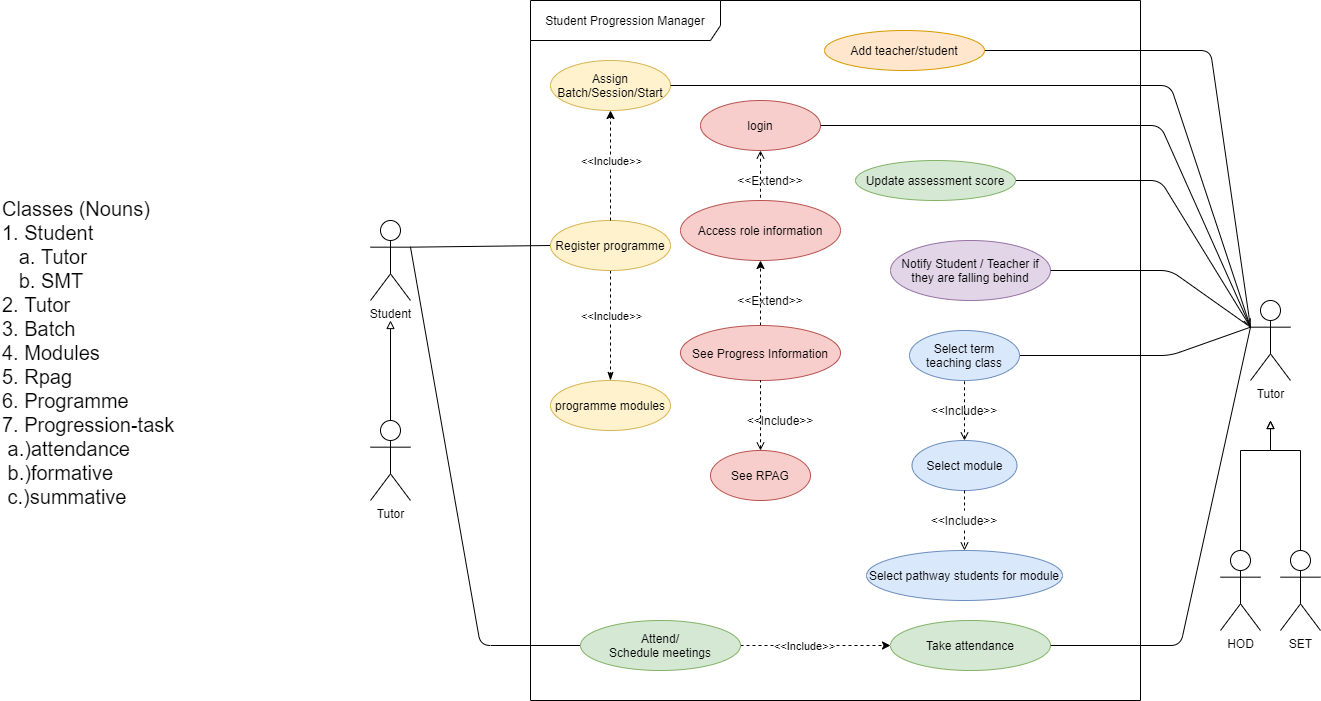 Student Progression Manager
Add teacher/student
Assign
Batch/Session/Start
login
<<Include>>
<<Extend>>
Update assessment score
Classes (Nouns)
1. Student
a. Tutor
b. SMT
2. Tutor
3. Batch
4. Modules
5. Rpag
6. Programme
7. Progression-task
a.)attendance
b.)formative
c.)summative
Student
Tutor
Register programme
Access role information
Notify Student / Teacher if
they are falling behind
<<Include>>
<<Extend>>
See Progress Information
Select term
teaching class
programme modules
<<Include>>
<<Include>>
See RPAG
Select module
<<Include>>
Select pathway students for module
Attend/
Schedule meetings
<<Include>>
Take attendance
Tutor
HOD
SET